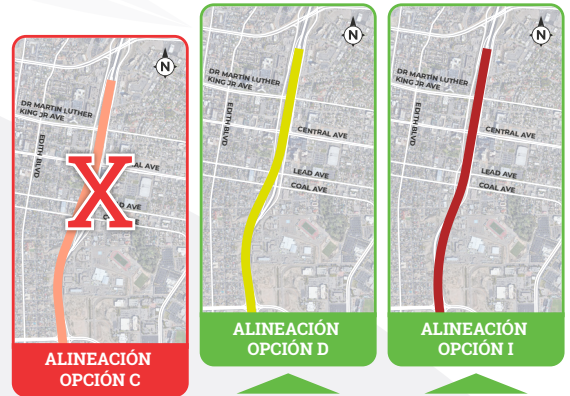 N
DR MARTIN LUTHER
KING JR AVE
EDITH BLVD
AL AVE
X
D AVE
ALINEACIÓN
OPCIÓN C
N
DR MARTIN LUTHER
KING JR AVE
EDITH BLVD
CENTRAL AVE
LEAD AVE
COAL AVE
ALINEACIÓN
OPCIÓN D
N
DR MARTIN LUTHER
KING JR AVE
EDITH BLVD
CENTRAL AVE
LEAD AVE
COAL AVE
ALINEACIÓN
OPCIÓN I